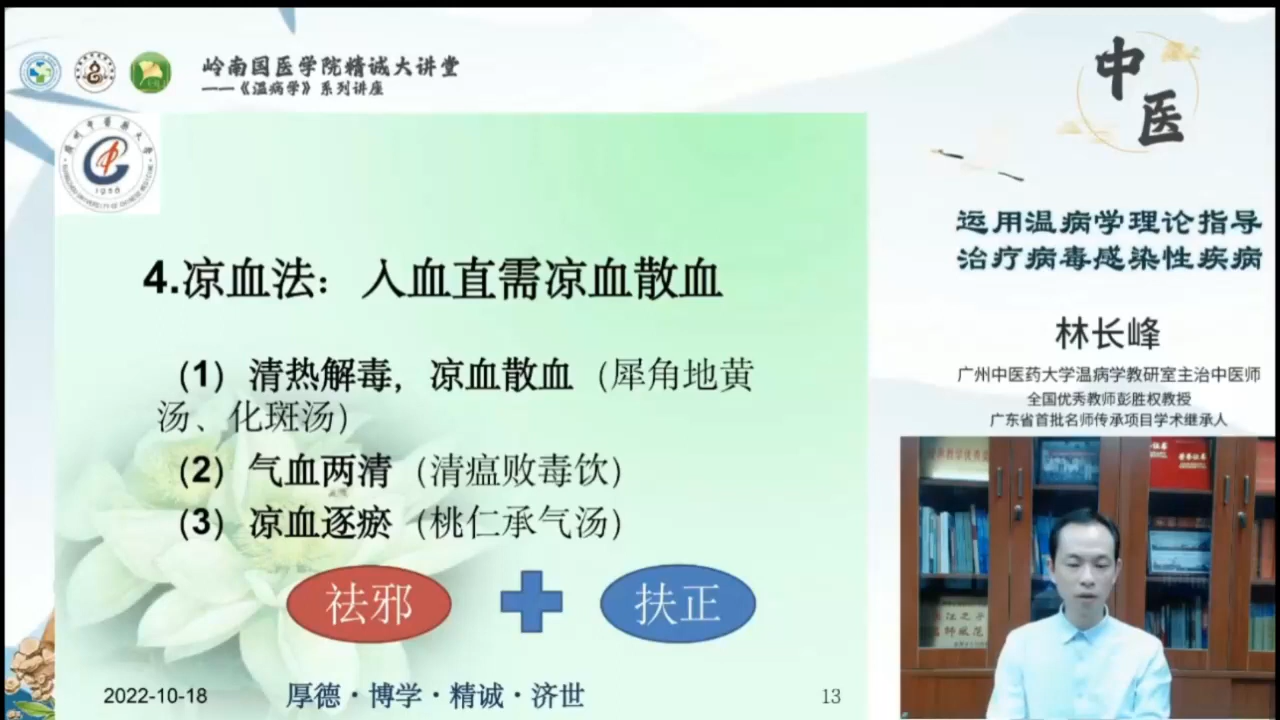 岭南国医学院精诚大讲堂
——《温病学》系列讲座
中医
运用温病学理论指导
治疗病毒感染性疾病
林长峰
广州中医药大学温病学教研室主治中医师
全国优秀教师彭胜权教授
广东省首批名师传承项目学术继承人
4.凉血法：入血直需凉血散血
（1）清热解毒，凉血散血（犀角地黄
汤、化斑汤）
（2）气血两清（清瘟败毒饮）
（3）凉血逐瘀（桃仁承气汤）
祛邪
扶正
2022-10-18
厚德·博学·精诚·济世
13
1956